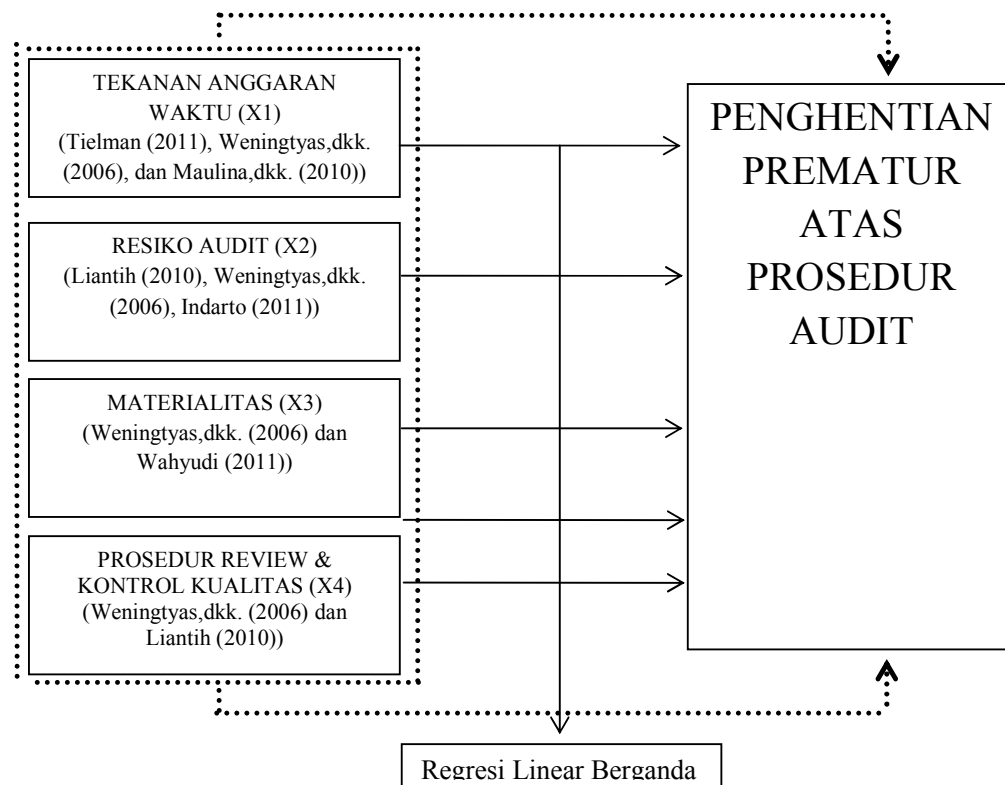 TEKANAN ANGGARAN
WAKTU (X1)
(Tielman (2011), Weningtyas,dkk.
(2006), dan Maulina,dkk. (2010))
RESIKO AUDIT (X2)
(Liantih (2010), Weningtyas,dkk.
(2006), Indarto (2011))
MATERIALITAS (X3)
(Weningtyas,dkk. (2006) dan
Wahyudi (2011))
PROSEDUR REVIEW &
KONTROL KUALITAS (X4)
(Weningtyas,dkk. (2006) dan
Liantih (2010))
PENGHENTIAN
PREMATUR
ATAS
PROSEDUR
AUDIT
Regresi Linear Berganda